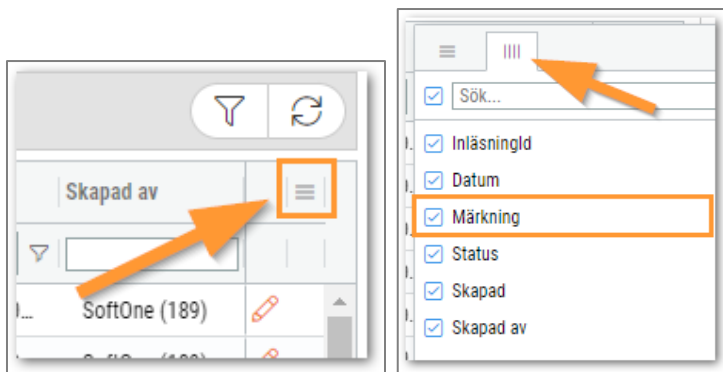 Skapad av
SoftOne (189)
Sök...
InläsningId
Datum
Märkning
Status
Skapad
Skapad av